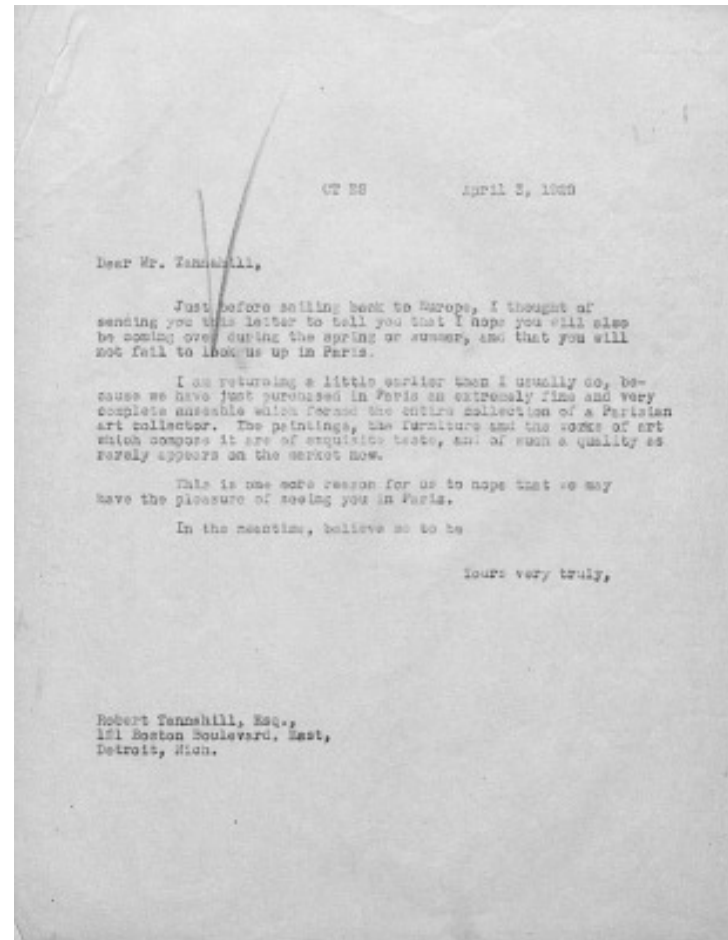 CT ES April 3, 1928
Dear Mr. Tannahill,
Just before sailing back to Europe, I thought of
sending you this letter to tell you that I hope you will also
be coming over during the spring or summer, and that you will
not fail to look us up in Paris.
I am returning a little earlier than I usually do, be-
cause we have just purchased in Paris an extremely fine and very
complete ensemble which formed the entire collection of a Parisian
art collector. The paintings, the furniture and the works of art
which compose it are of exquisite taste, and of such a quality as
rarely appears on the market now.
This is one more reason for us to hope that we may
have the pleasure of seeing you in Paris.
In the meantime, believe me to be
Yours very truly,
Robert Tannahill, Esq.,
121 Boston Boulevard, East,
Detroit, Mich.